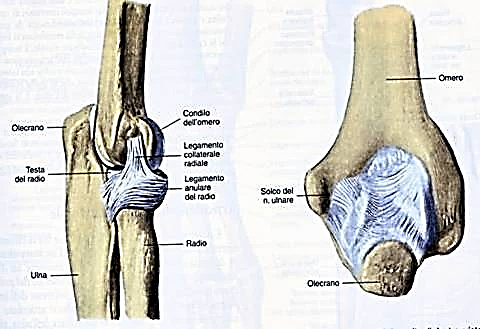 Olecrano
Condilo
dell'omero
Legamento
collaterale
radiale
Testa
del radio
Legamento
anulare
del radio
Radio
Ulna
Omero
Solco del
n. ulnare
Olecrano